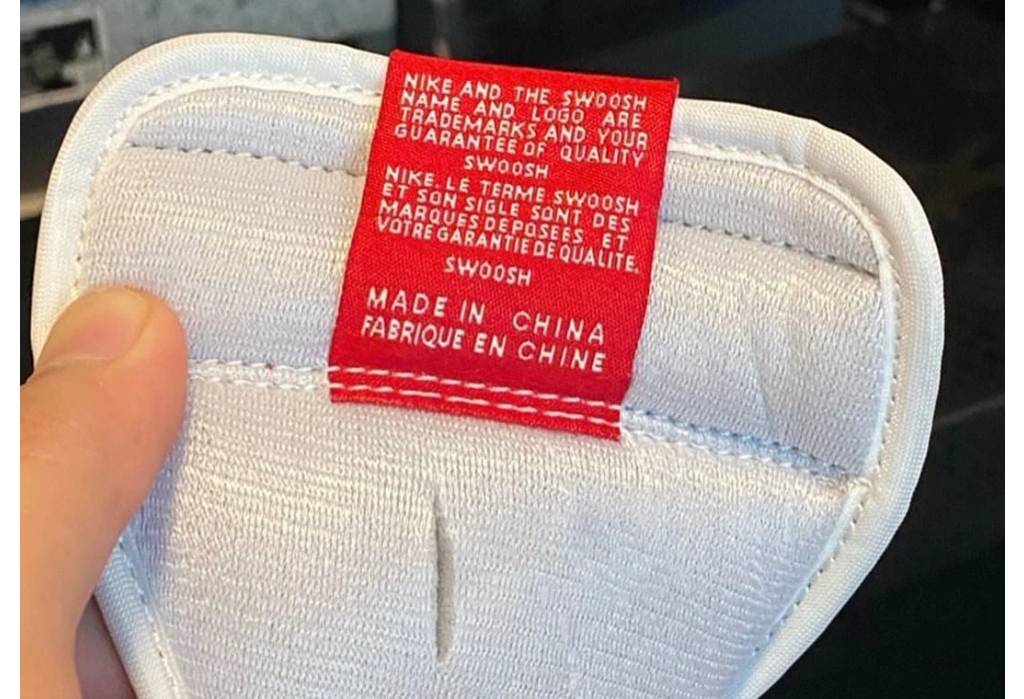 NIKE AND THE SWOOSH
NAME AND LOGO ARE
TRADEMARKS AND YOUR
GUARANTEE OF QUALITY
SWOOSH
NIKE. LE TERME SWOOSH
ET SON SIGLE SONT DES
MARQUES DEPOSEES ET
VOTRE GARANTIE DE QUALITE.
SWOOSH
MADE IN CHINA
FABRIQUE EN CHINE